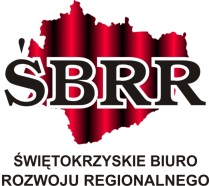 ŚBRR
ŚWIĘTOKRZYSKIE BIURO
ROZWOJU REGIONALNEGO